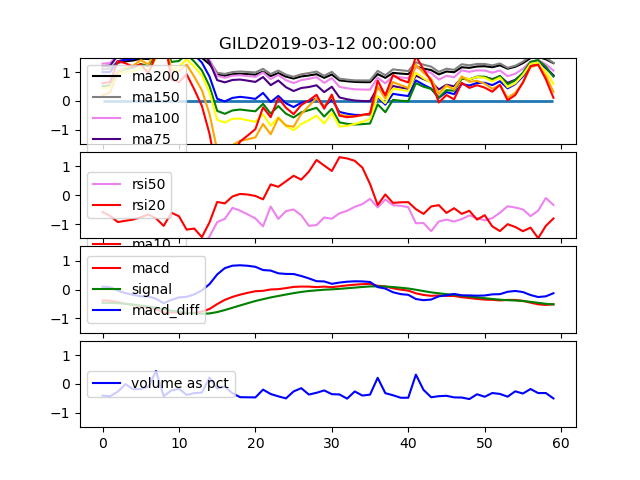 GILD2019-03-12 00:00:00
1
0
−1
ma200
ma150
ma100
ma75
1
0
−1
rsi50
rsi20
ma10
1
0
−1
macd
signal
macd_diff
1
0
−1
volume as pct
0 10 20 30 40 50 60